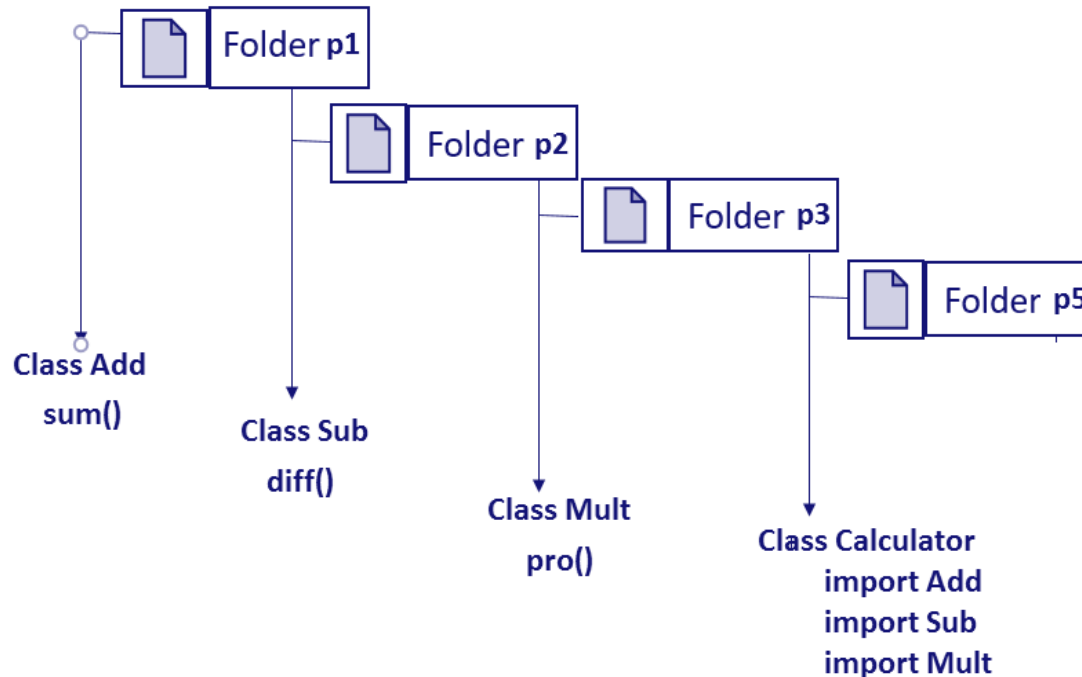 Folder p1
Folder p2
Folder p3
Folder p5
Class Add
sum()
Class Sub
diff()
Class Mult
pro()
Class Calculator
import Add
import Sub
import Mult